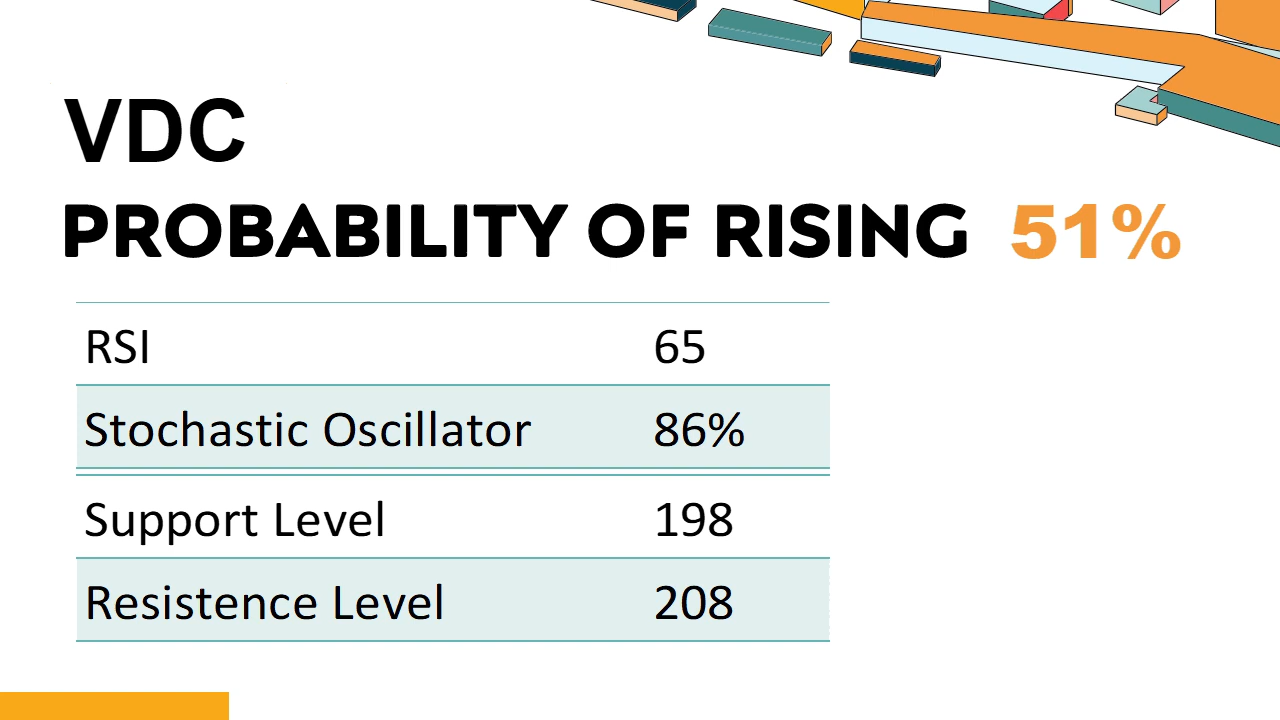 VDC
PROBABILITY OF RISING 51%
RSI 65
Stochastic Oscillator 86%
Support Level 198
Resistence Level 208